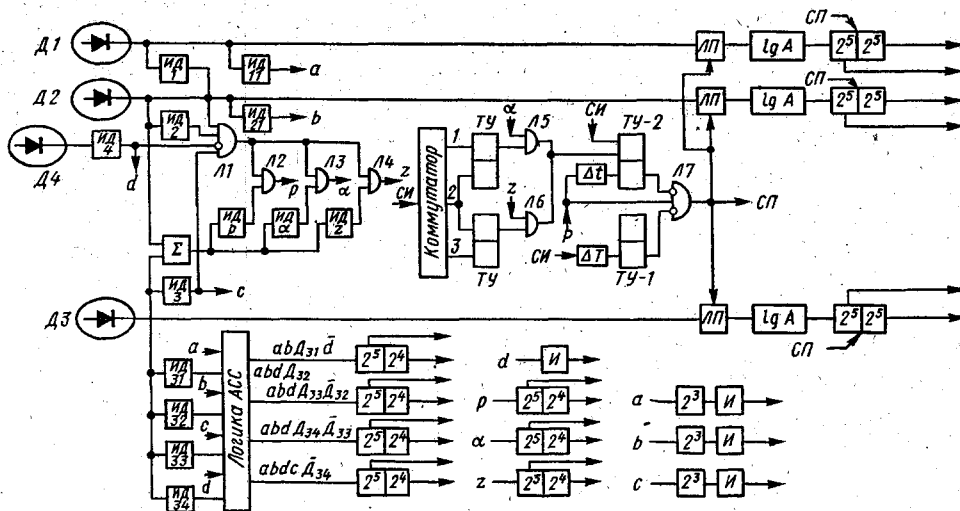 Д1
ИД 1
ИД 1Т
a
ЛП
lg A
СП
2⁵ 2⁵
Д2
ИД 2
ИД 2Т
b
ЛП
lg A
СП
2⁵ 2⁵
Д4
ИД 4
d
Л1
Л2
p
Л3
α
Л4
z
ИД p
ИД α
ИД z
Σ
ИД 3
c
СИ
Коммутатор
1
2
3
ТУ
ТУ
α
Л5
z
Л6
СИ
ТУ-2
Δt
p
Л7
СП
СИ
ΔT
ТУ-1
Д3
ЛП
lg A
2⁵ 2⁵
СП
ИД 31
ИД 32
ИД 33
ИД 34
a
b
c
d
Логика АСС
abД₃₁d̄
2⁵ 2⁴
abdД₃₂
abdД₃₃Д̄₃₂
2⁵ 2⁴
abdД₃₄Д̄₃₃
2⁵ 2⁴
abdcД̄₃₄
2⁵ 2⁴
d
И
p
2⁵ 2⁴
α
2⁵ 2⁴
z
2⁵ 2⁴
a
2³
И
b
2³
И
c
2³
И